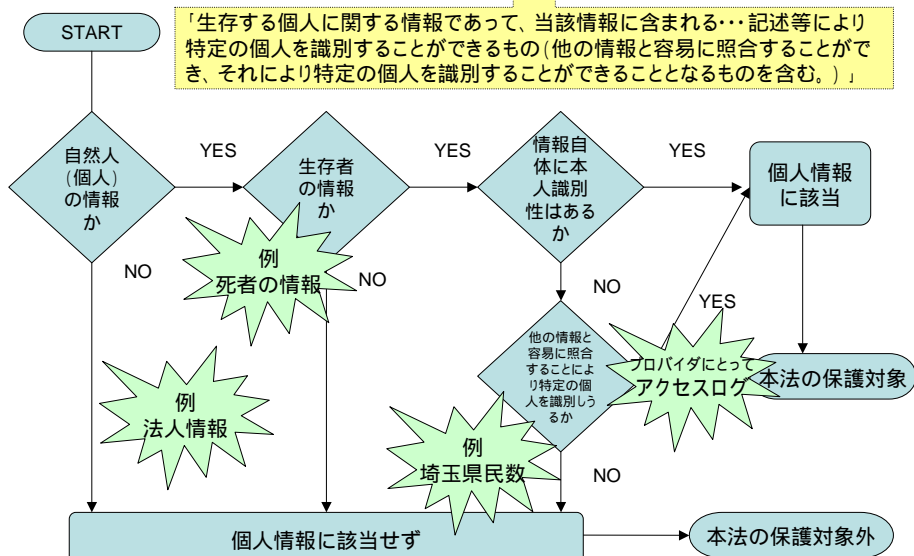 START
「生存する個人に関する情報であって、当該情報に含まれる・・・記述等により
特定の個人を識別することができるもの(他の情報と容易に照合することがで
き、それにより特定の個人を識別することができることとなるものを含む。)」
自然人
(個人)
の情報
か
YES
生存者
の情報
か
YES
情報自
体に本
人識別
性はある
か
YES
個人情報
に該当
NO
例
死者の情報
NO
NO
YES
他の情報と
容易に照合
することによ
り特定の個
人を識別しう
るか
プロバイダにとって
アクセスログ
本法の保護対象
例
法人情報
例
埼玉県民数
NO
個人情報に該当せず
本法の保護対象外